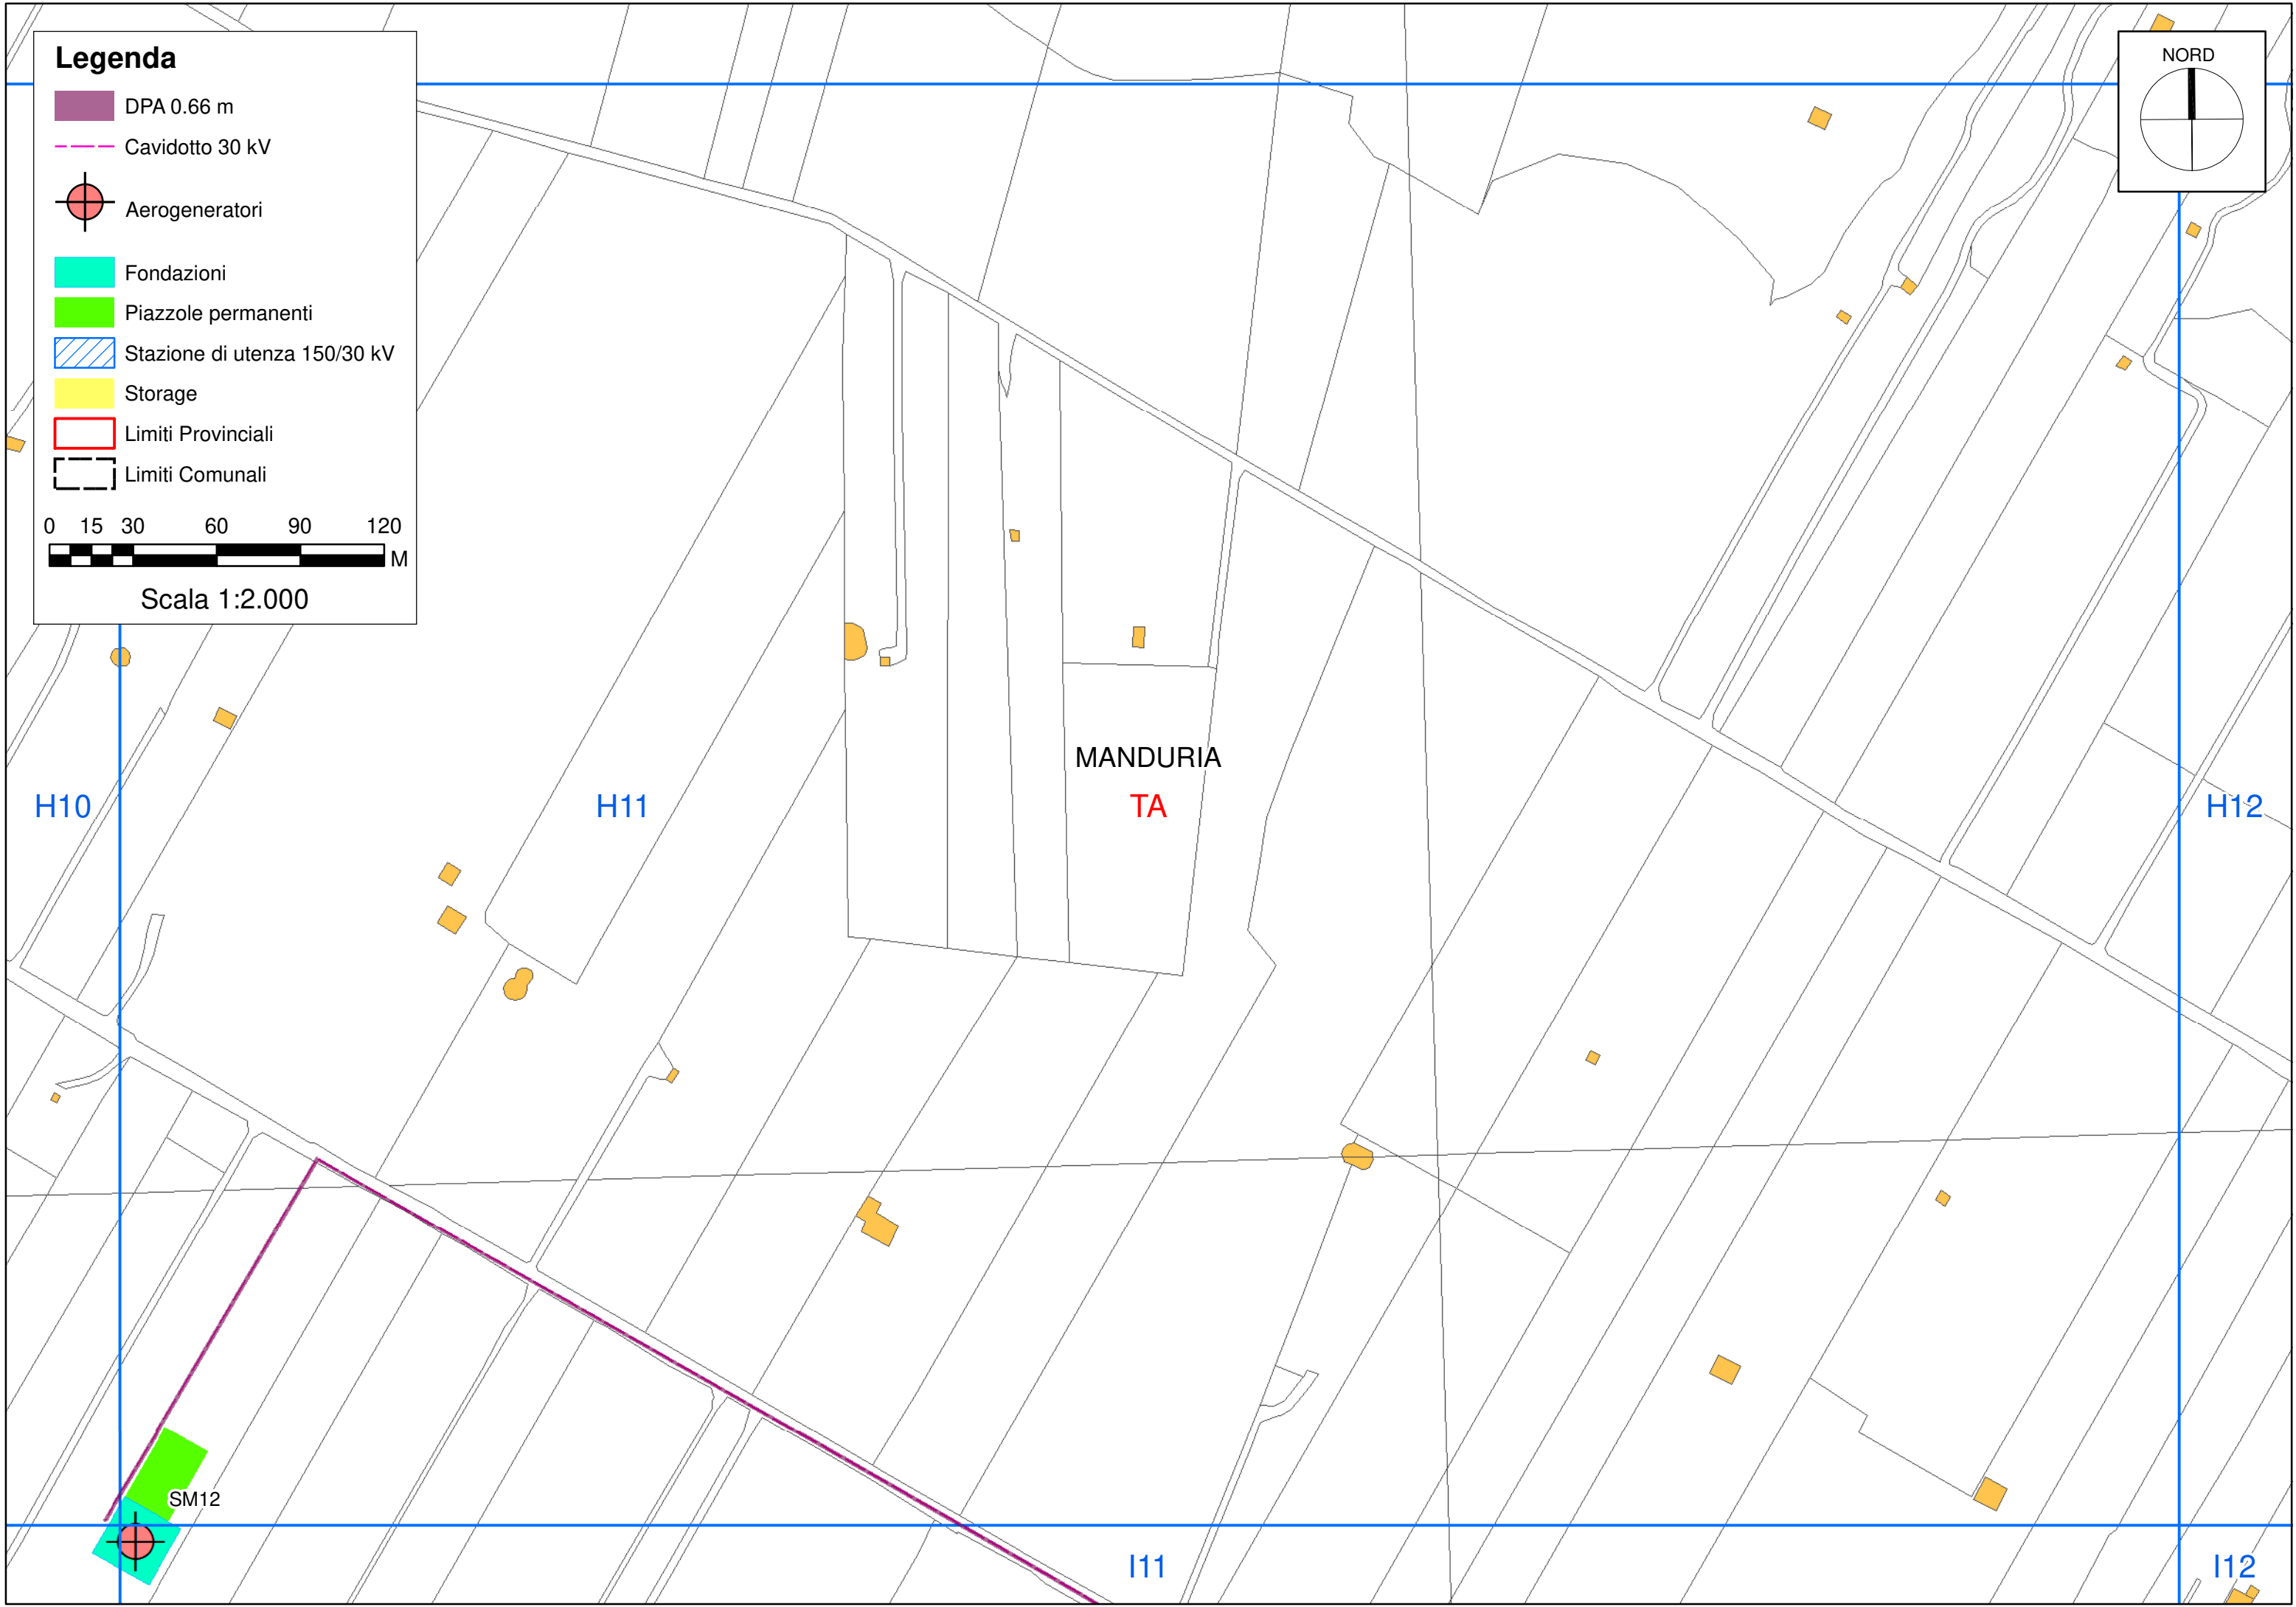 Legenda
DPA 0.66 m
Cavidotto 30 kV
Aerogeneratori
Fondazioni
Piazzole permanenti
Stazione di utenza 150/30 kV
Storage
Limiti Provinciali
Limiti Comunali
0 15 30 60 90 120
M
Scala 1:2.000
NORD
MANDURIA
TA
H10
H11
H12
SM12
I11
I12